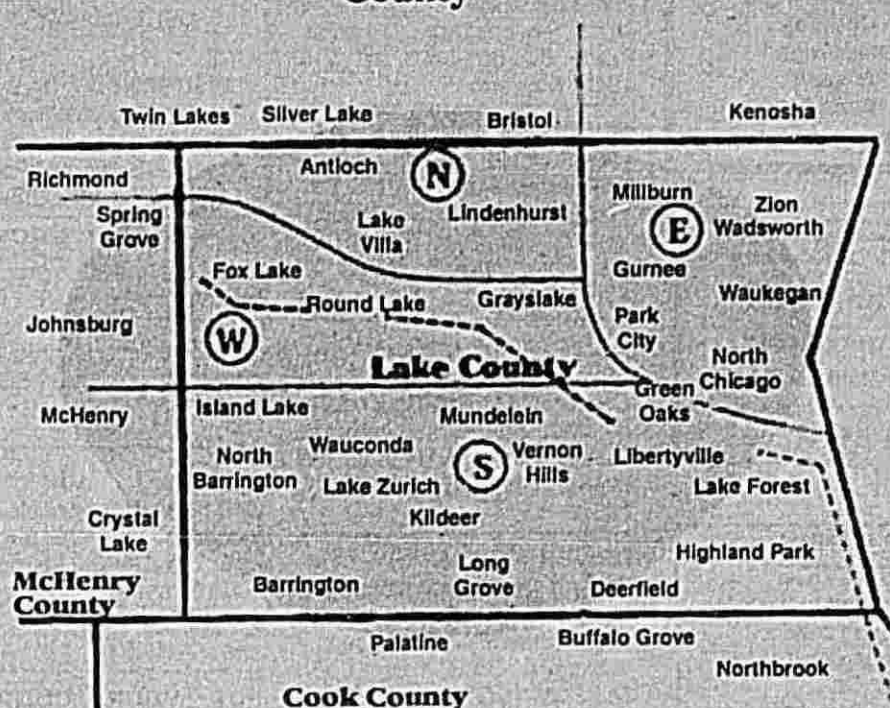 County
Twin Lakes
Silver Lake
Bristol
Kenosha
Richmond
Antioch
N
Millburn
Zion
Spring
Grove
Lake
Villa
Lindenhurst
E
Wadsworth
Fox Lake
Gurnee
Round Lake
Grayslake
Waukegan
Johnsburg
W
Park
City
Lake County
North
Chicago
Green
Oaks
McHenry
Island Lake
Mundelein
North
Barrington
Wauconda
S
Vernon
Hills
Libertyville
Lake Zurich
Lake Forest
Kildeer
Crystal
Lake
Highland Park
McHenry
County
Barrington
Long
Grove
Deerfield
Palatine
Buffalo Grove
Northbrook
Cook County